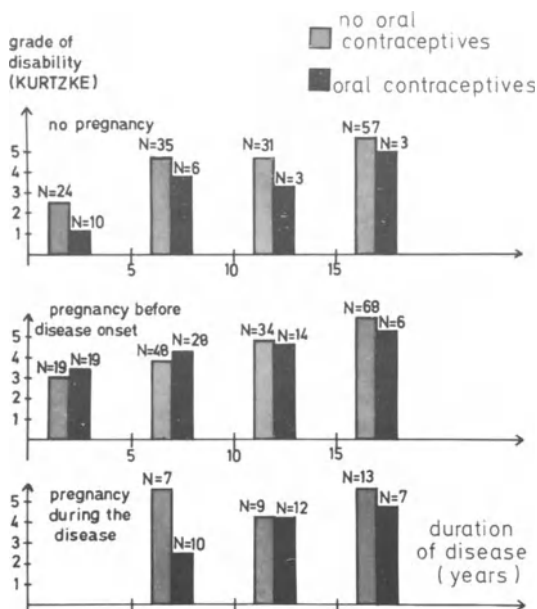 grade of
disability
(KURTZKE)
no oral
contraceptives
oral contraceptives
no pregnancy
N=24
N=10
N=35
N=6
N=31
N=3
N=57
N=3
5
4
3
2
1
5
10
15
pregnancy before
disease onset
N=19
N=19
N=48
N=28
N=34
N=14
N=68
N=6
5
4
3
2
1
5
10
15
pregnancy
during the
disease
N=7
N=10
N=9
N=12
N=13
N=7
5
4
3
2
1
duration
of disease
(years)